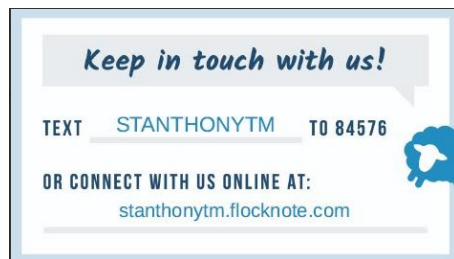 Keep in touch with us!
TEXT STANTHONYTM TO 84576
OR CONNECT WITH US ONLINE AT:
stanthonytm.flocknote.com